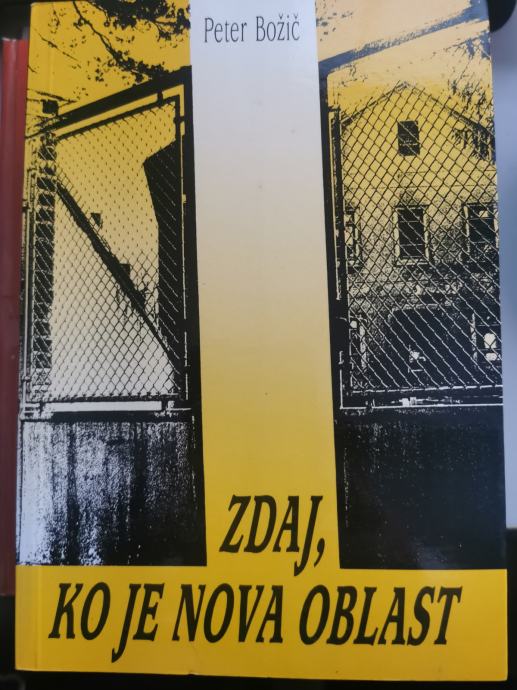 Peter Božič
ZDAJ,
KO JE NOVA OBLAST